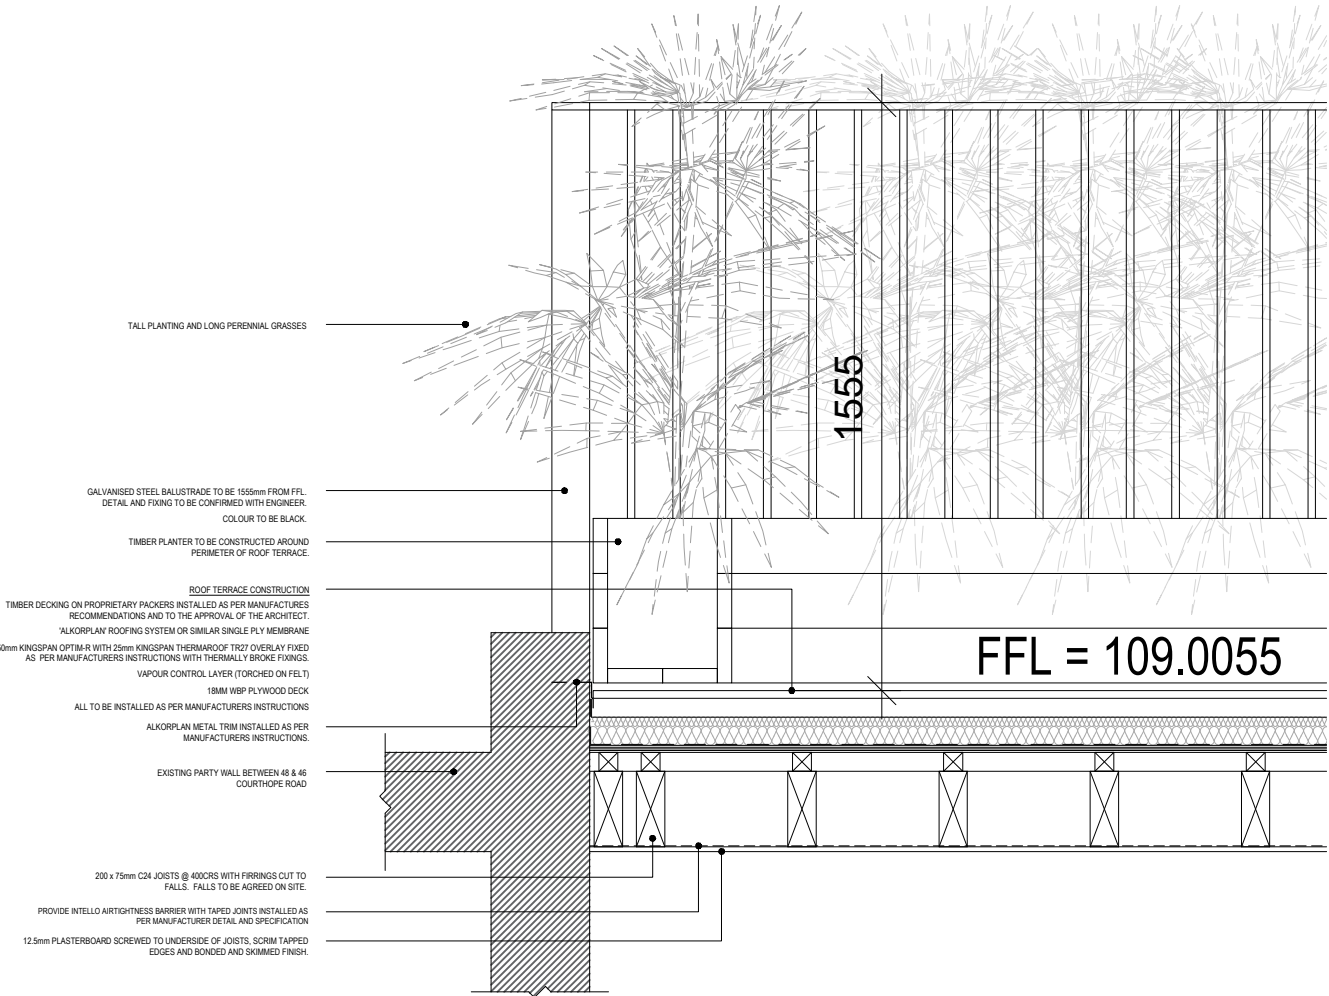 TALL PLANTING AND LONG PERENNIAL GRASSES
1555
GALVANISED STEEL BALUSTRADE TO BE 1555mm FROM FFL.
DETAIL AND FIXING TO BE CONFIRMED WITH ENGINEER.
COLOUR TO BE BLACK.
TIMBER PLANTER TO BE CONSTRUCTED AROUND
PERIMETER OF ROOF TERRACE.
ROOF TERRACE CONSTRUCTION
TIMBER DECKING ON PROPRIETARY PACKERS INSTALLED AS PER MANUFACTURES
RECOMMENDATIONS AND TO THE APPROVAL OF THE ARCHITECT.
'ALKORPLAN' ROOFING SYSTEM OR SIMILAR SINGLE PLY MEMBRANE
0mm KINGSPAN OPTIM-R WITH 25mm KINGSPAN THERMAROOF TR27 OVERLAY FIXED
AS PER MANUFACTURERS INSTRUCTIONS WITH THERMALLY BROKE FIXINGS.
VAPOUR CONTROL LAYER (TORCHED ON FELT)
18MM WBP PLYWOOD DECK
ALL TO BE INSTALLED AS PER MANUFACTURERS INSTRUCTIONS
FFL = 109.0055
ALKORPLAN METAL TRIM INSTALLED AS PER
MANUFACTURERS INSTRUCTIONS.
EXISTING PARTY WALL BETWEEN 48 & 46
COURTHOPE ROAD
200 x 75mm C24 JOISTS @ 400CRS WITH FIRRINGS CUT TO
FALLS. FALLS TO BE AGREED ON SITE.
PROVIDE INTELLO AIRTIGHTNESS BARRIER WITH TAPED JOINTS INSTALLED AS
PER MANUFACTURER DETAIL AND SPECIFICATION
12.5mm PLASTERBOARD SCREWED TO UNDERSIDE OF JOISTS, SCRIM TAPPED
EDGES AND BONDED AND SKIMMED FINISH.